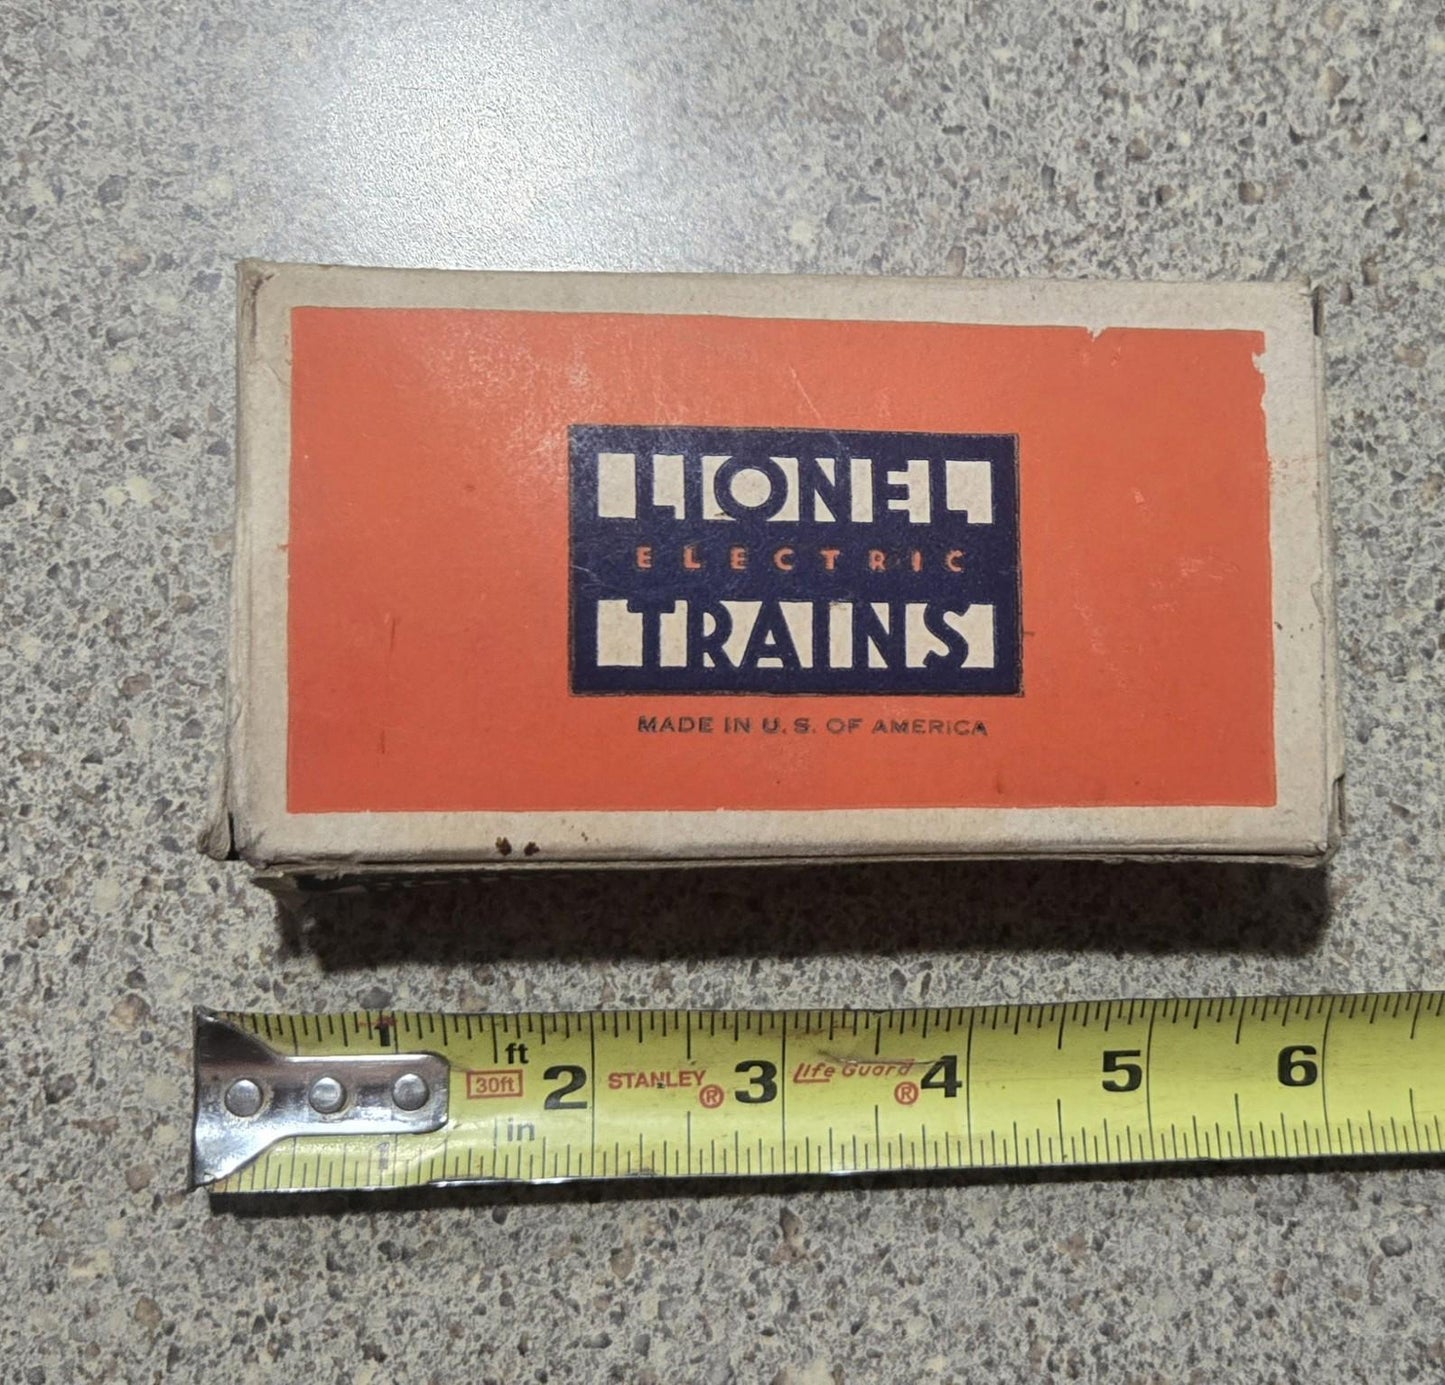 LIONEL
ELECTRIC
TRAINS
MADE IN U.S. OF AMERICA
1 ft 2 3 4 5 6
30ft STANLEY® Life Guard®
1 in